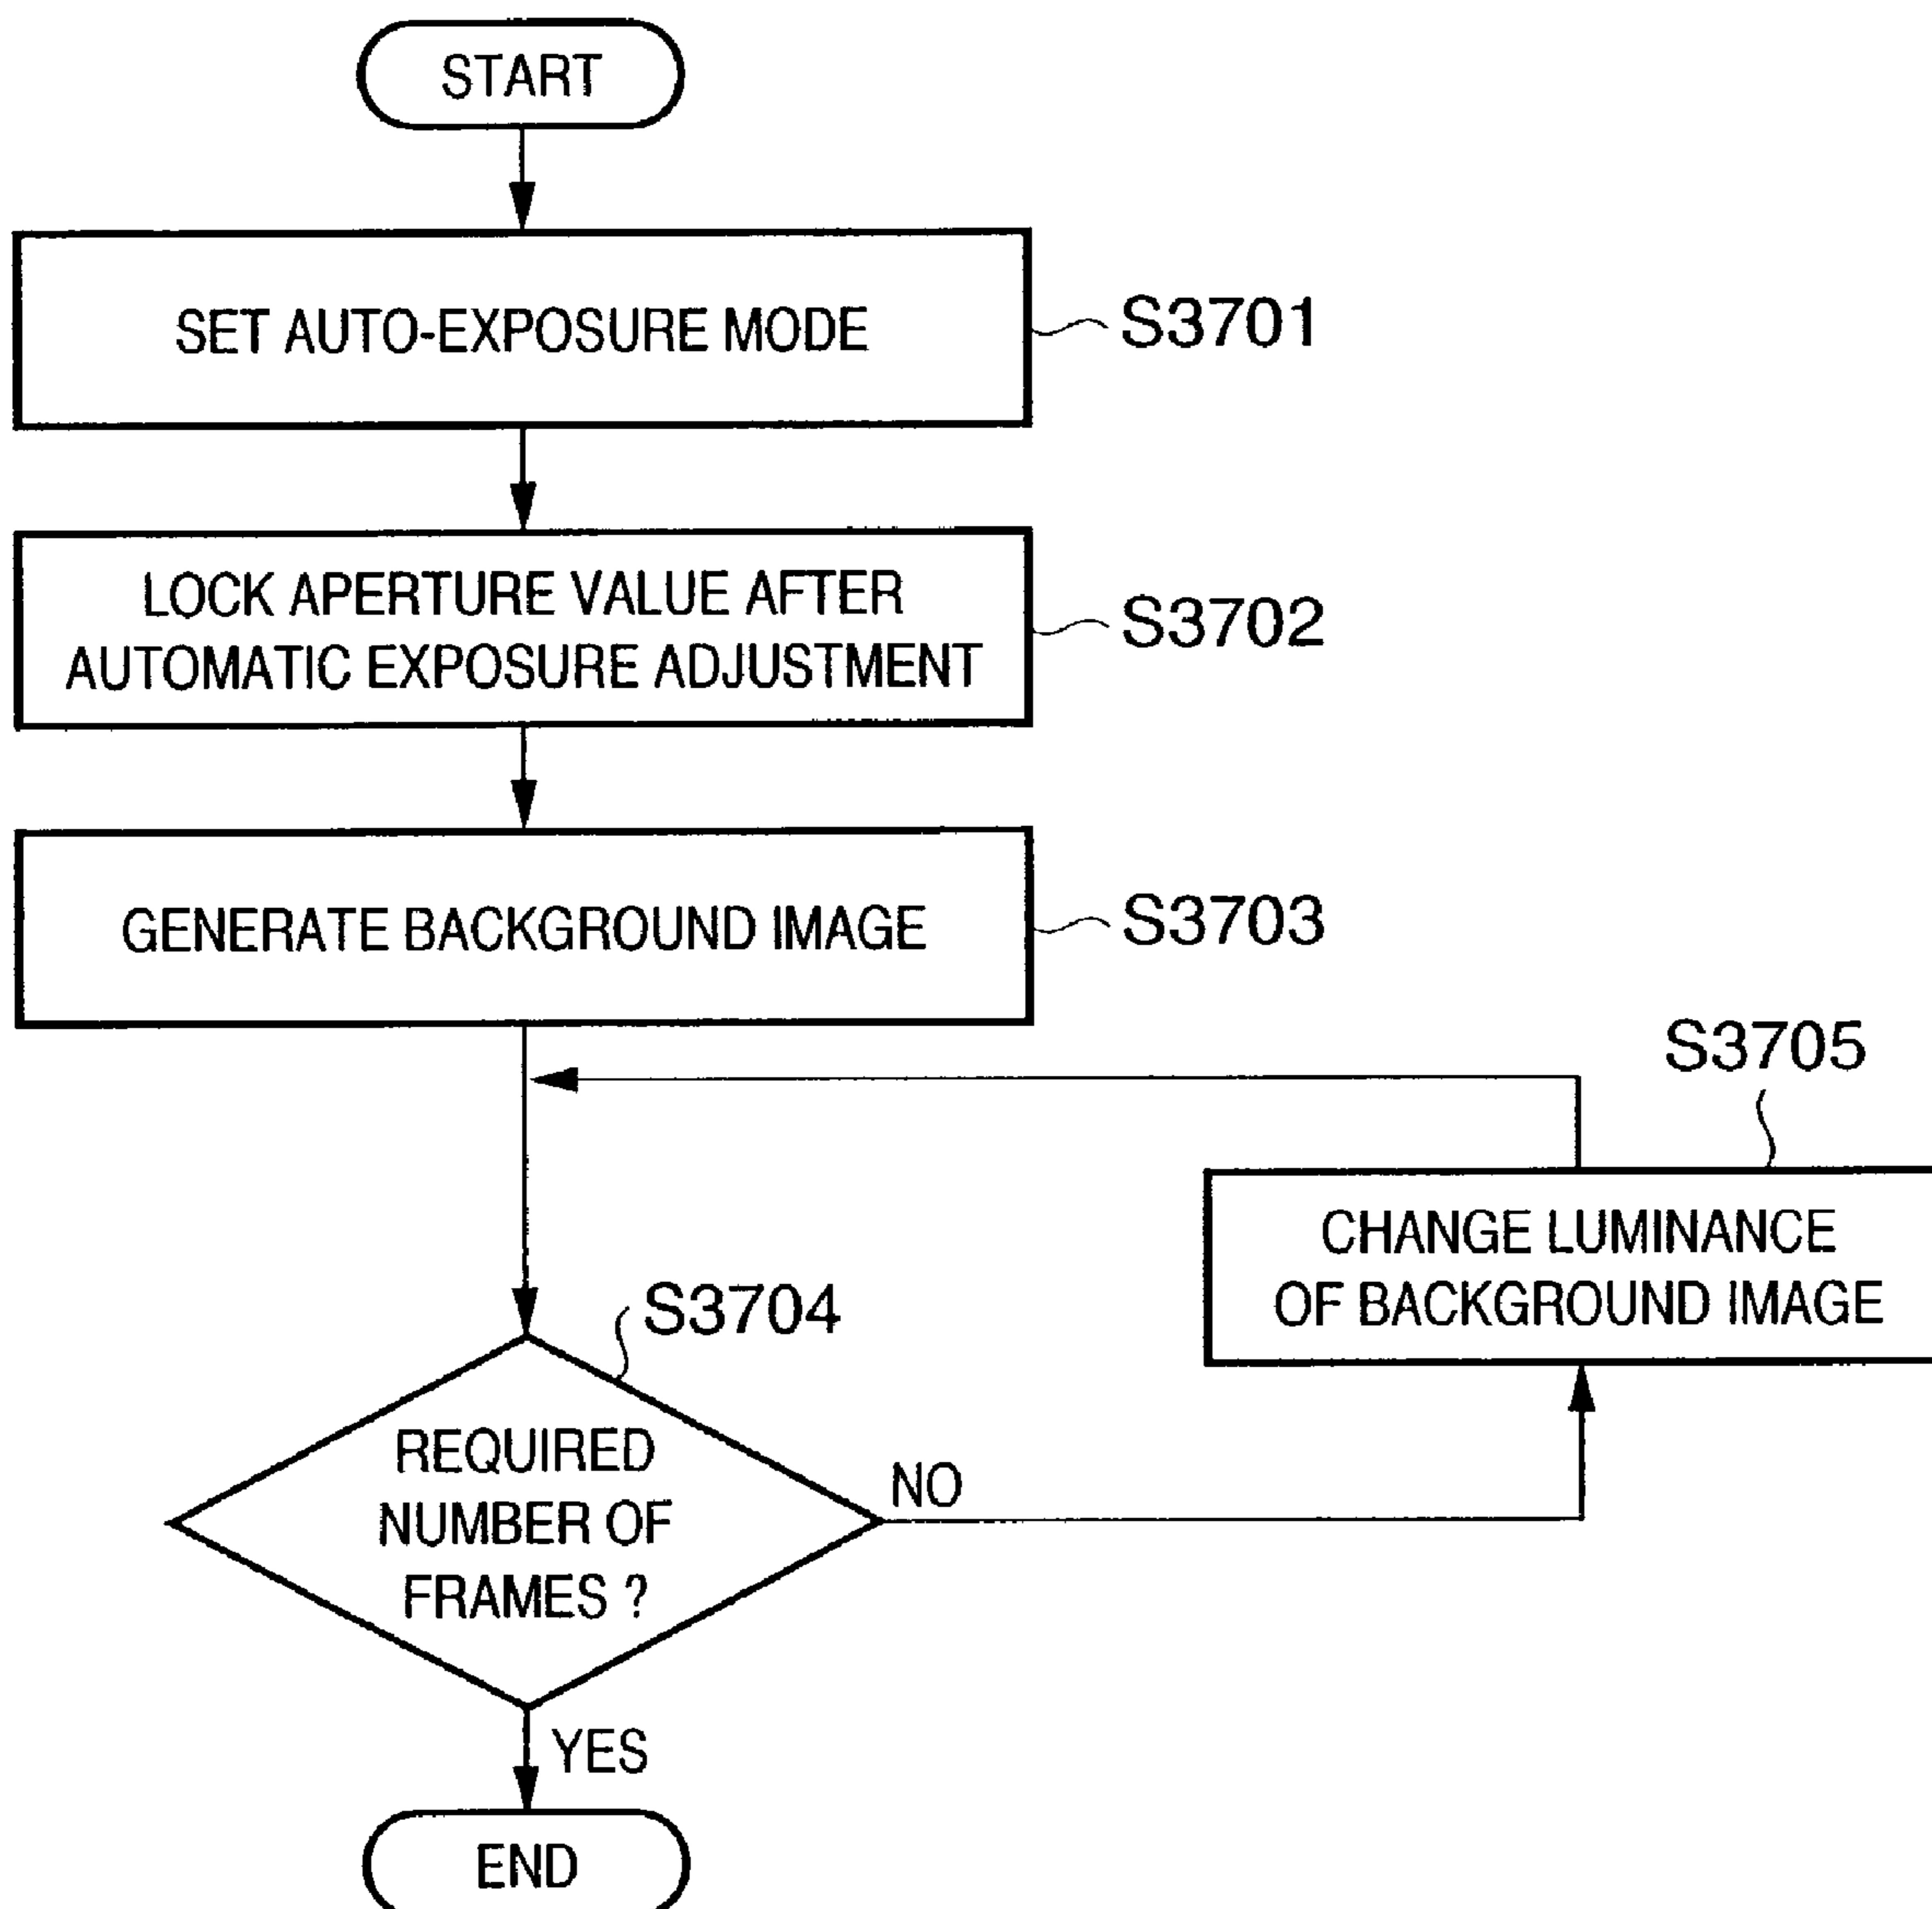 START
SET AUTO-EXPOSURE MODE
S3701
LOCK APERTURE VALUE AFTER
AUTOMATIC EXPOSURE ADJUSTMENT
S3702
GENERATE BACKGROUND IMAGE
S3703
S3705
CHANGE LUMINANCE
OF BACKGROUND IMAGE
S3704
REQUIRED
NUMBER OF
FRAMES ?
NO
YES
END